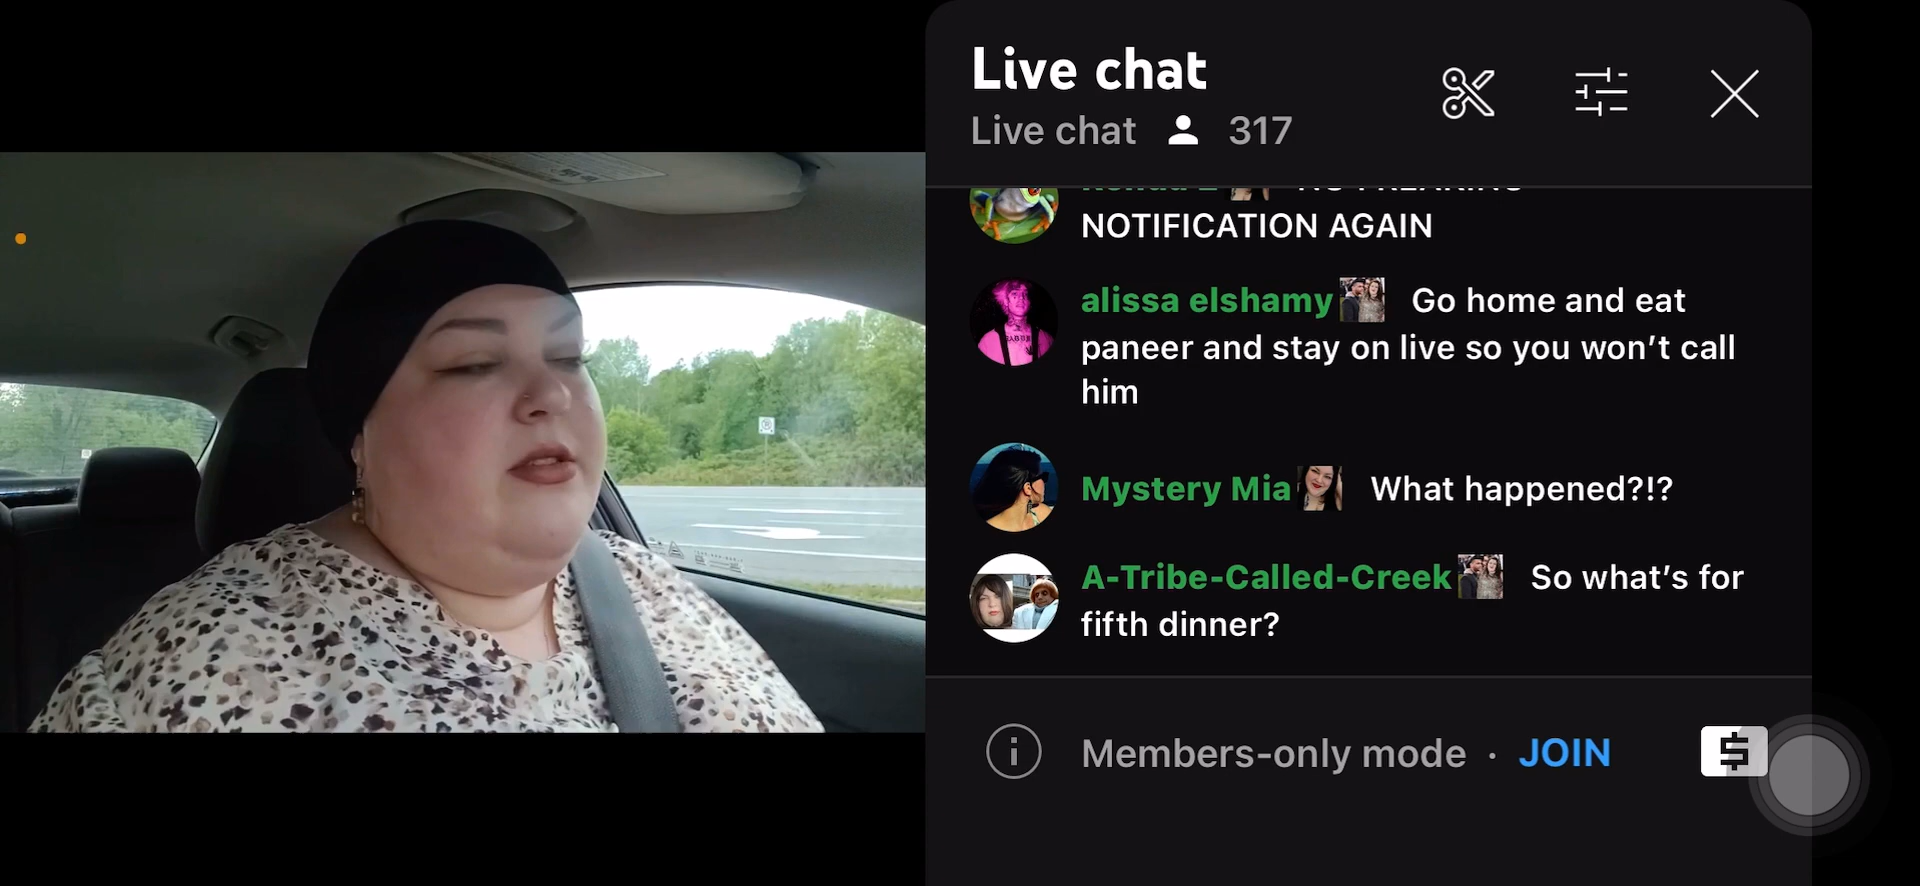 Live chat
Live chat 317
NOTIFICATION AGAIN
alissa elshamy Go home and eat
paneer and stay on live so you won’t call
him
Mystery Mia What happened?!?
A-Tribe-Called-Creek So what’s for
fifth dinner?
Members-only mode · JOIN
$